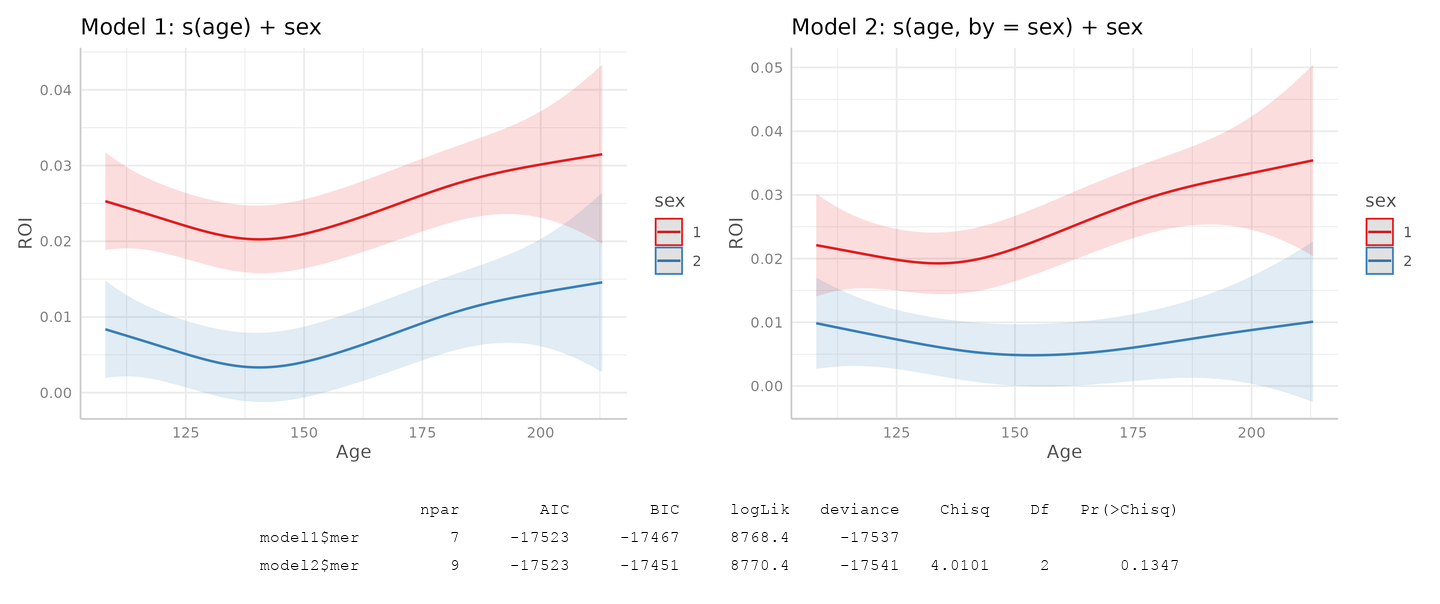 Model 1: s(age) + sex
0.04
0.03
0.02
0.01
0.00
ROI
125 150 175 200
Age
sex
1
2
Model 2: s(age, by = sex) + sex
0.05
0.04
0.03
0.02
0.01
0.00
ROI
125 150 175 200
Age
sex
1
2
npar AIC BIC logLik deviance Chisq Df Pr(>Chisq)
model1$mer 7 -17523 -17467 8768.4 -17537
model2$mer 9 -17523 -17451 8770.4 -17541 4.0101 2 0.1347